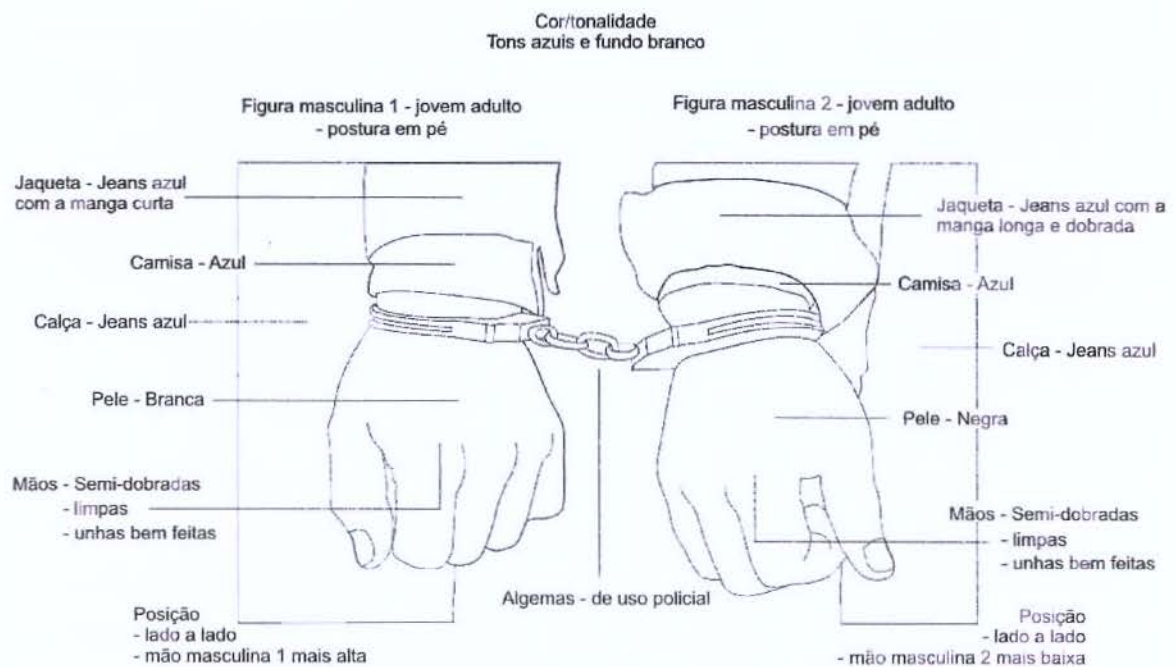 Cor/tonalidade
Tons azuis e fundo branco
Figura masculina 1 - jovem adulto
- postura em pé
Figura masculina 2 - jovem adulto
- postura em pé
Jaqueta - Jeans azul
com a manga curta
Camisa - Azul
Calça - Jeans azul
Pele - Branca
Mãos - Semi-dobradas
- limpas
- unhas bem feitas
Posição
- lado a lado
- mão masculina 1 mais alta
Algemas - de uso policial
Jaqueta - Jeans azul com a
manga longa e dobrada
Camisa - Azul
Calça - Jeans azul
Pele - Negra
Mãos - Semi-dobradas
- limpas
- unhas bem feitas
Posição
- lado a lado
- mão masculina 2 mais baixa